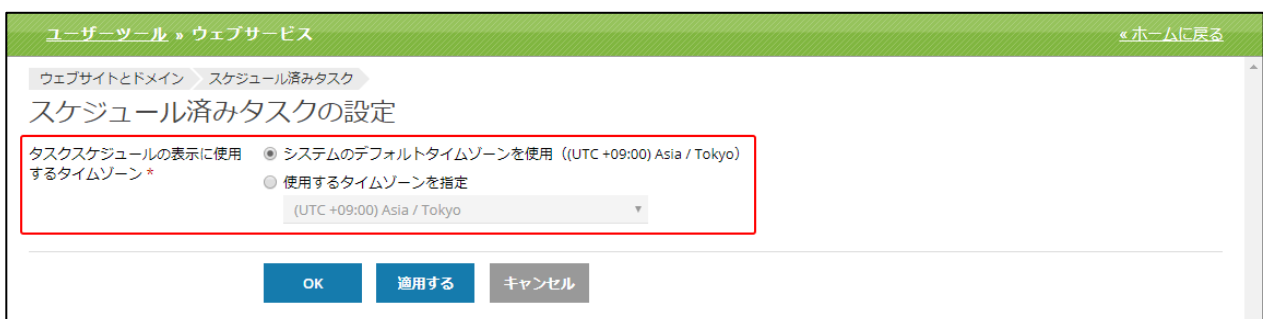 ユーザーツール » ウェブサービス
«ホームに戻る
ウェブサイトとドメイン スケジュール済みタスク
スケジュール済みタスクの設定
タスクスケジュールの表示に使用
するタイムゾーン *
システムのデフォルトタイムゾーンを使用（(UTC +09:00) Asia / Tokyo）
使用するタイムゾーンを指定
(UTC +09:00) Asia / Tokyo
OK 適用する キャンセル